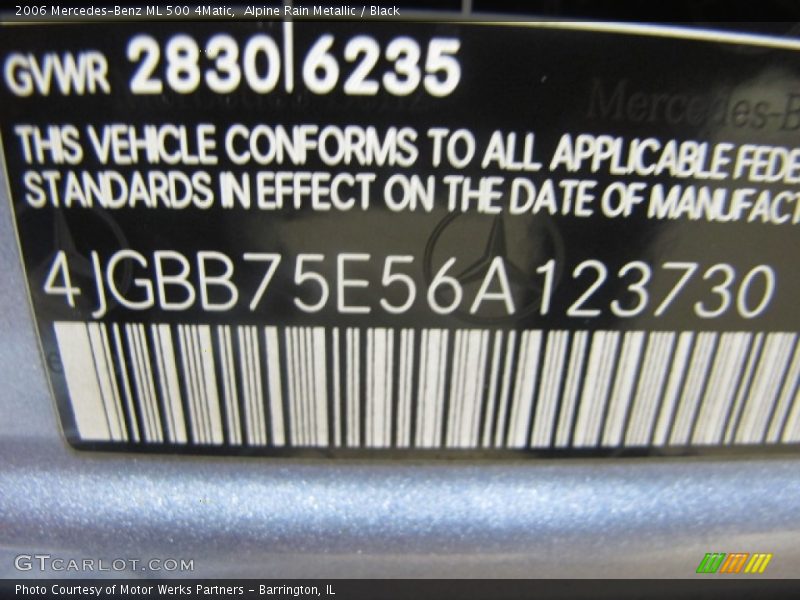 2006 Mercedes-Benz ML 500 4Matic, Alpine Rain Metallic / Black
GVWR 2830 6235
Mercedes-B
THIS VEHICLE CONFORMS TO ALL APPLICABLE FEDE
STANDARDS IN EFFECT ON THE DATE OF MANUFACT
4JGBB75E56A123730
GTCARLOT.COM
Photo Courtesy of Motor Werks Partners - Barrington, IL